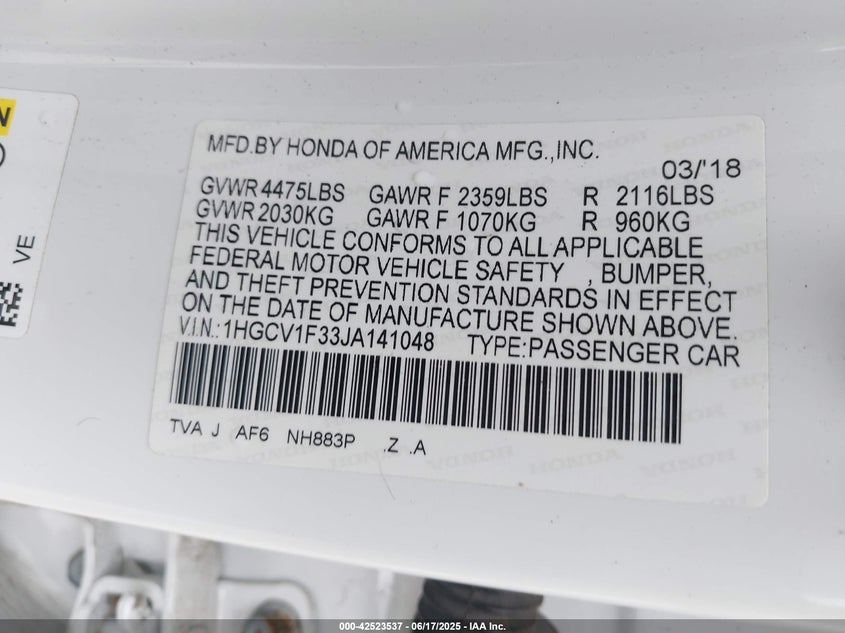 N
VE
MFD.BY HONDA OF AMERICA MFG.,INC.
03/'18
GVWR 4475LBS GAWR F 2359LBS R 2116LBS
GVWR 2030KG GAWR F 1070KG R 960KG
THIS VEHICLE CONFORMS TO ALL APPLICABLE
FEDERAL MOTOR VEHICLE SAFETY , BUMPER,
AND THEFT PREVENTION STANDARDS IN EFFECT
ON THE DATE OF MANUFACTURE SHOWN ABOVE.
V.I.N.:1HGCV1F33JA141048 TYPE:PASSENGER CAR
TVA J AF6 NH883P .Z .A
000-42523537 - 06/17/2025 - IAA Inc.